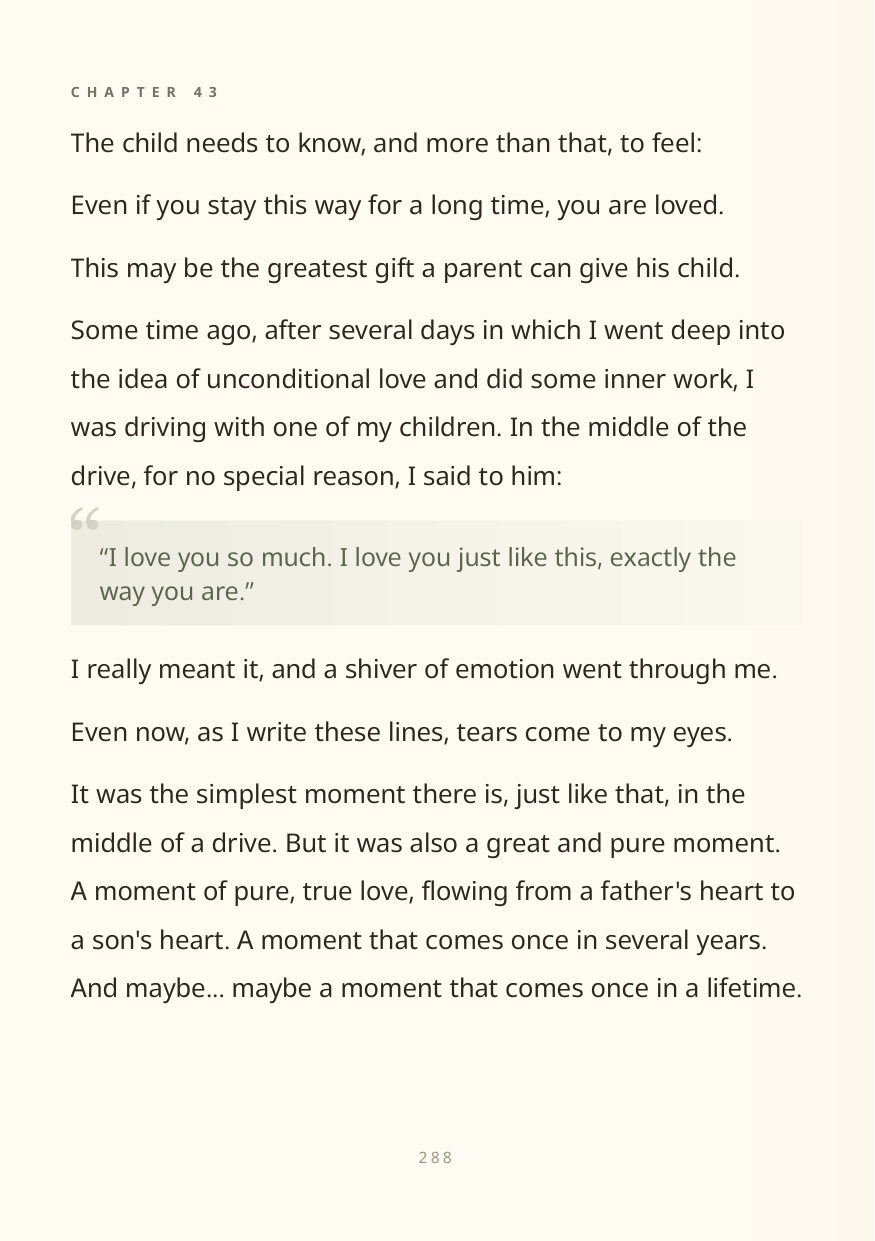 CHAPTER 43
The child needs to know, and more than that, to feel:
Even if you stay this way for a long time, you are loved.
This may be the greatest gift a parent can give his child.
Some time ago, after several days in which I went deep into
the idea of unconditional love and did some inner work, I
was driving with one of my children. In the middle of the
drive, for no special reason, I said to him:
“
“I love you so much. I love you just like this, exactly the
way you are.”
I really meant it, and a shiver of emotion went through me.
Even now, as I write these lines, tears come to my eyes.
It was the simplest moment there is, just like that, in the
middle of a drive. But it was also a great and pure moment.
A moment of pure, true love, flowing from a father's heart to
a son's heart. A moment that comes once in several years.
And maybe... maybe a moment that comes once in a lifetime.
288